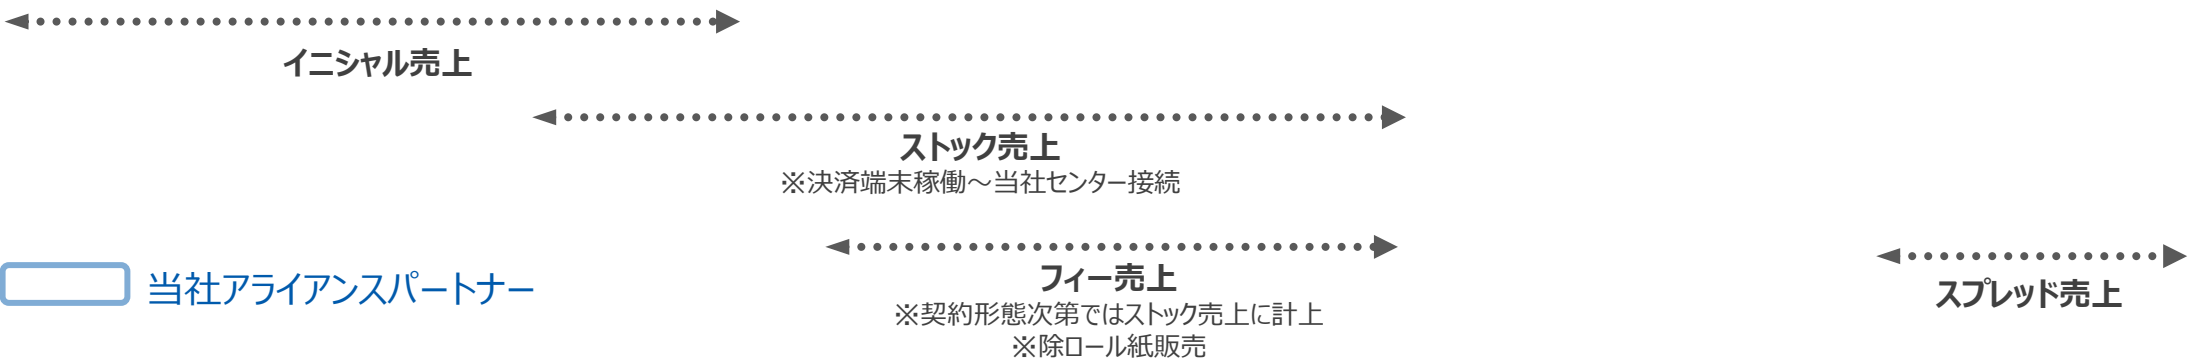 イニシャル売上
ストック売上
※決済端末稼働～当社センター接続
フィー売上
※契約形態次第ではストック売上に計上
※除ロール紙販売
スプレッド売上
当社アライアンスパートナー